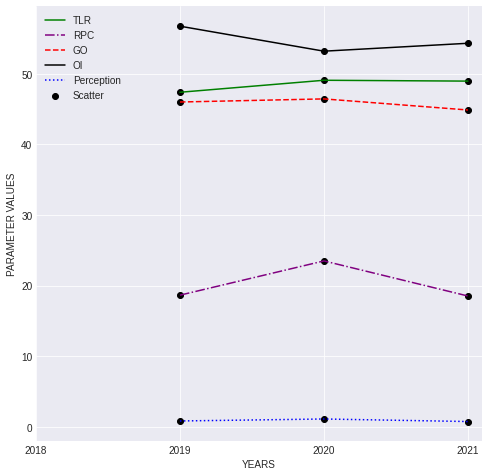 TLR
RPC
GO
OI
Perception
Scatter
50
40
30
20
10
0
PARAMETER VALUES
2018 2019 2020 2021
YEARS